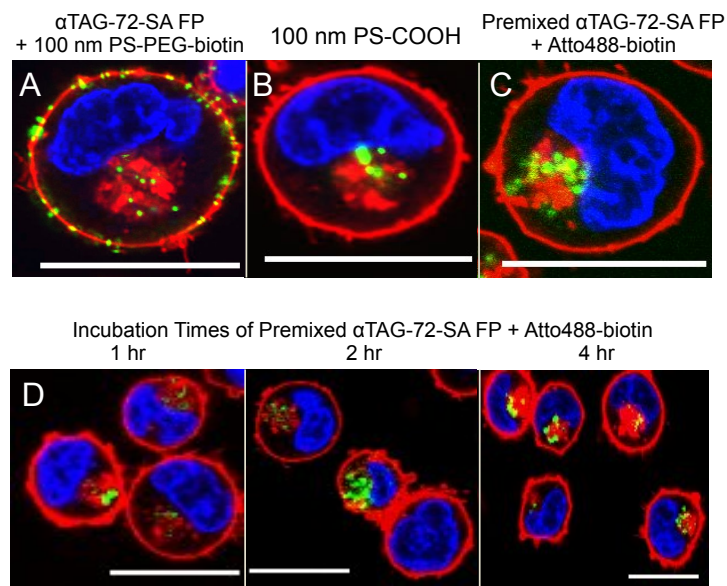 αTAG-72-SA FP
+ 100 nm PS-PEG-biotin
100 nm PS-COOH
Premixed αTAG-72-SA FP
+ Atto488-biotin
A
B
C
Incubation Times of Premixed αTAG-72-SA FP + Atto488-biotin
1 hr
2 hr
4 hr
D